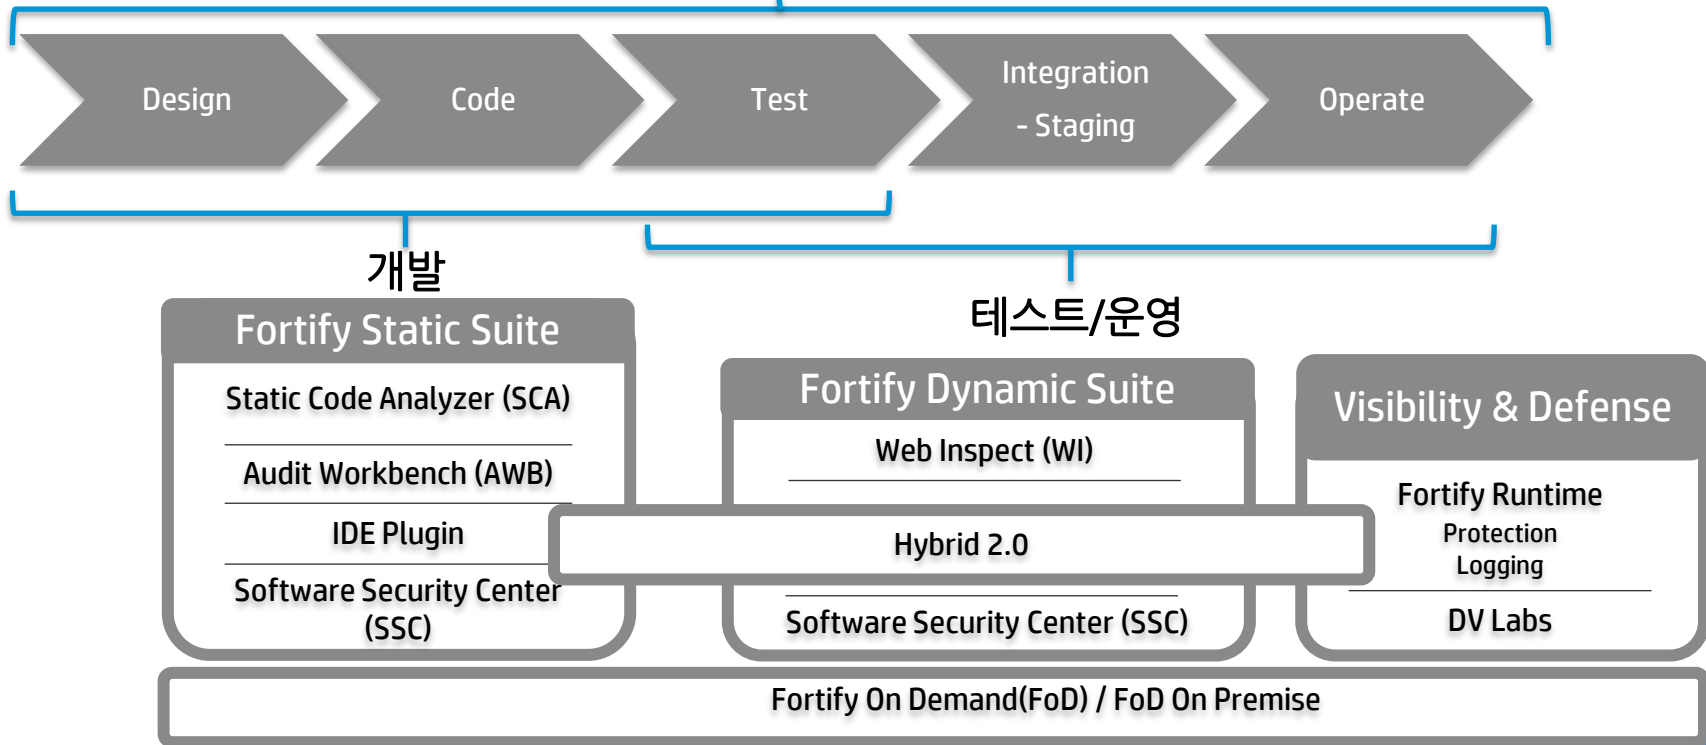 Design
Code
Test
Integration
- Staging
Operate
개발
테스트/운영
Fortify Static Suite
Static Code Analyzer (SCA)
Audit Workbench (AWB)
IDE Plugin
Software Security Center
(SSC)
Fortify Dynamic Suite
Web Inspect (WI)
Hybrid 2.0
Software Security Center (SSC)
Visibility & Defense
Fortify Runtime
Protection
Logging
DV Labs
Fortify On Demand(FoD) / FoD On Premise